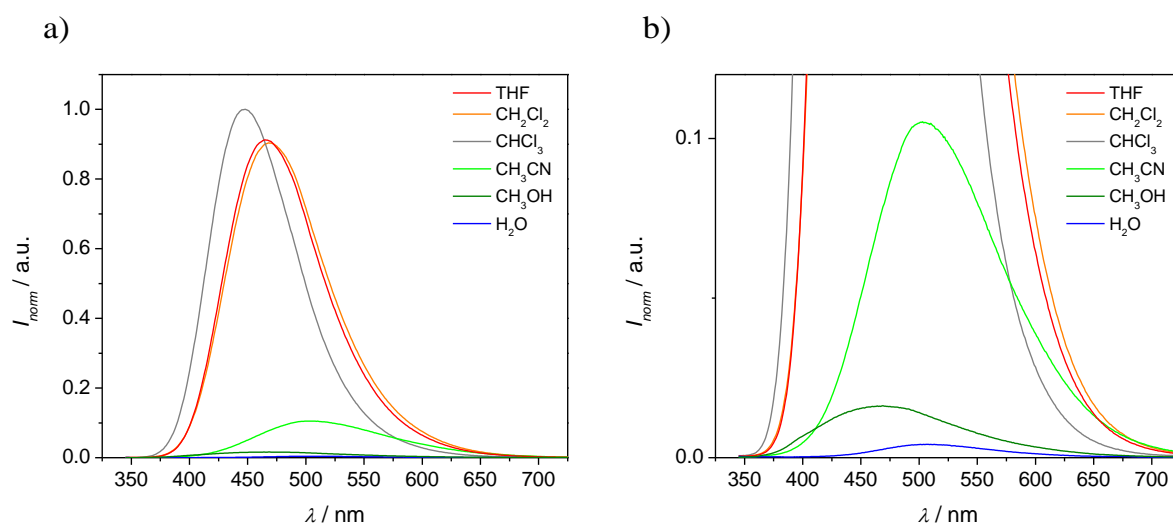 a)
b)
1.0
0.8
0.6
0.4
0.2
0.0
I_norm / a.u.
THF
CH₂Cl₂
CHCl₃
CH₃CN
CH₃OH
H₂O
350 400 450 500 550 600 650 700
λ / nm
0.1
0.0
I_norm / a.u.
THF
CH₂Cl₂
CHCl₃
CH₃CN
CH₃OH
H₂O
350 400 450 500 550 600 650 700
λ / nm